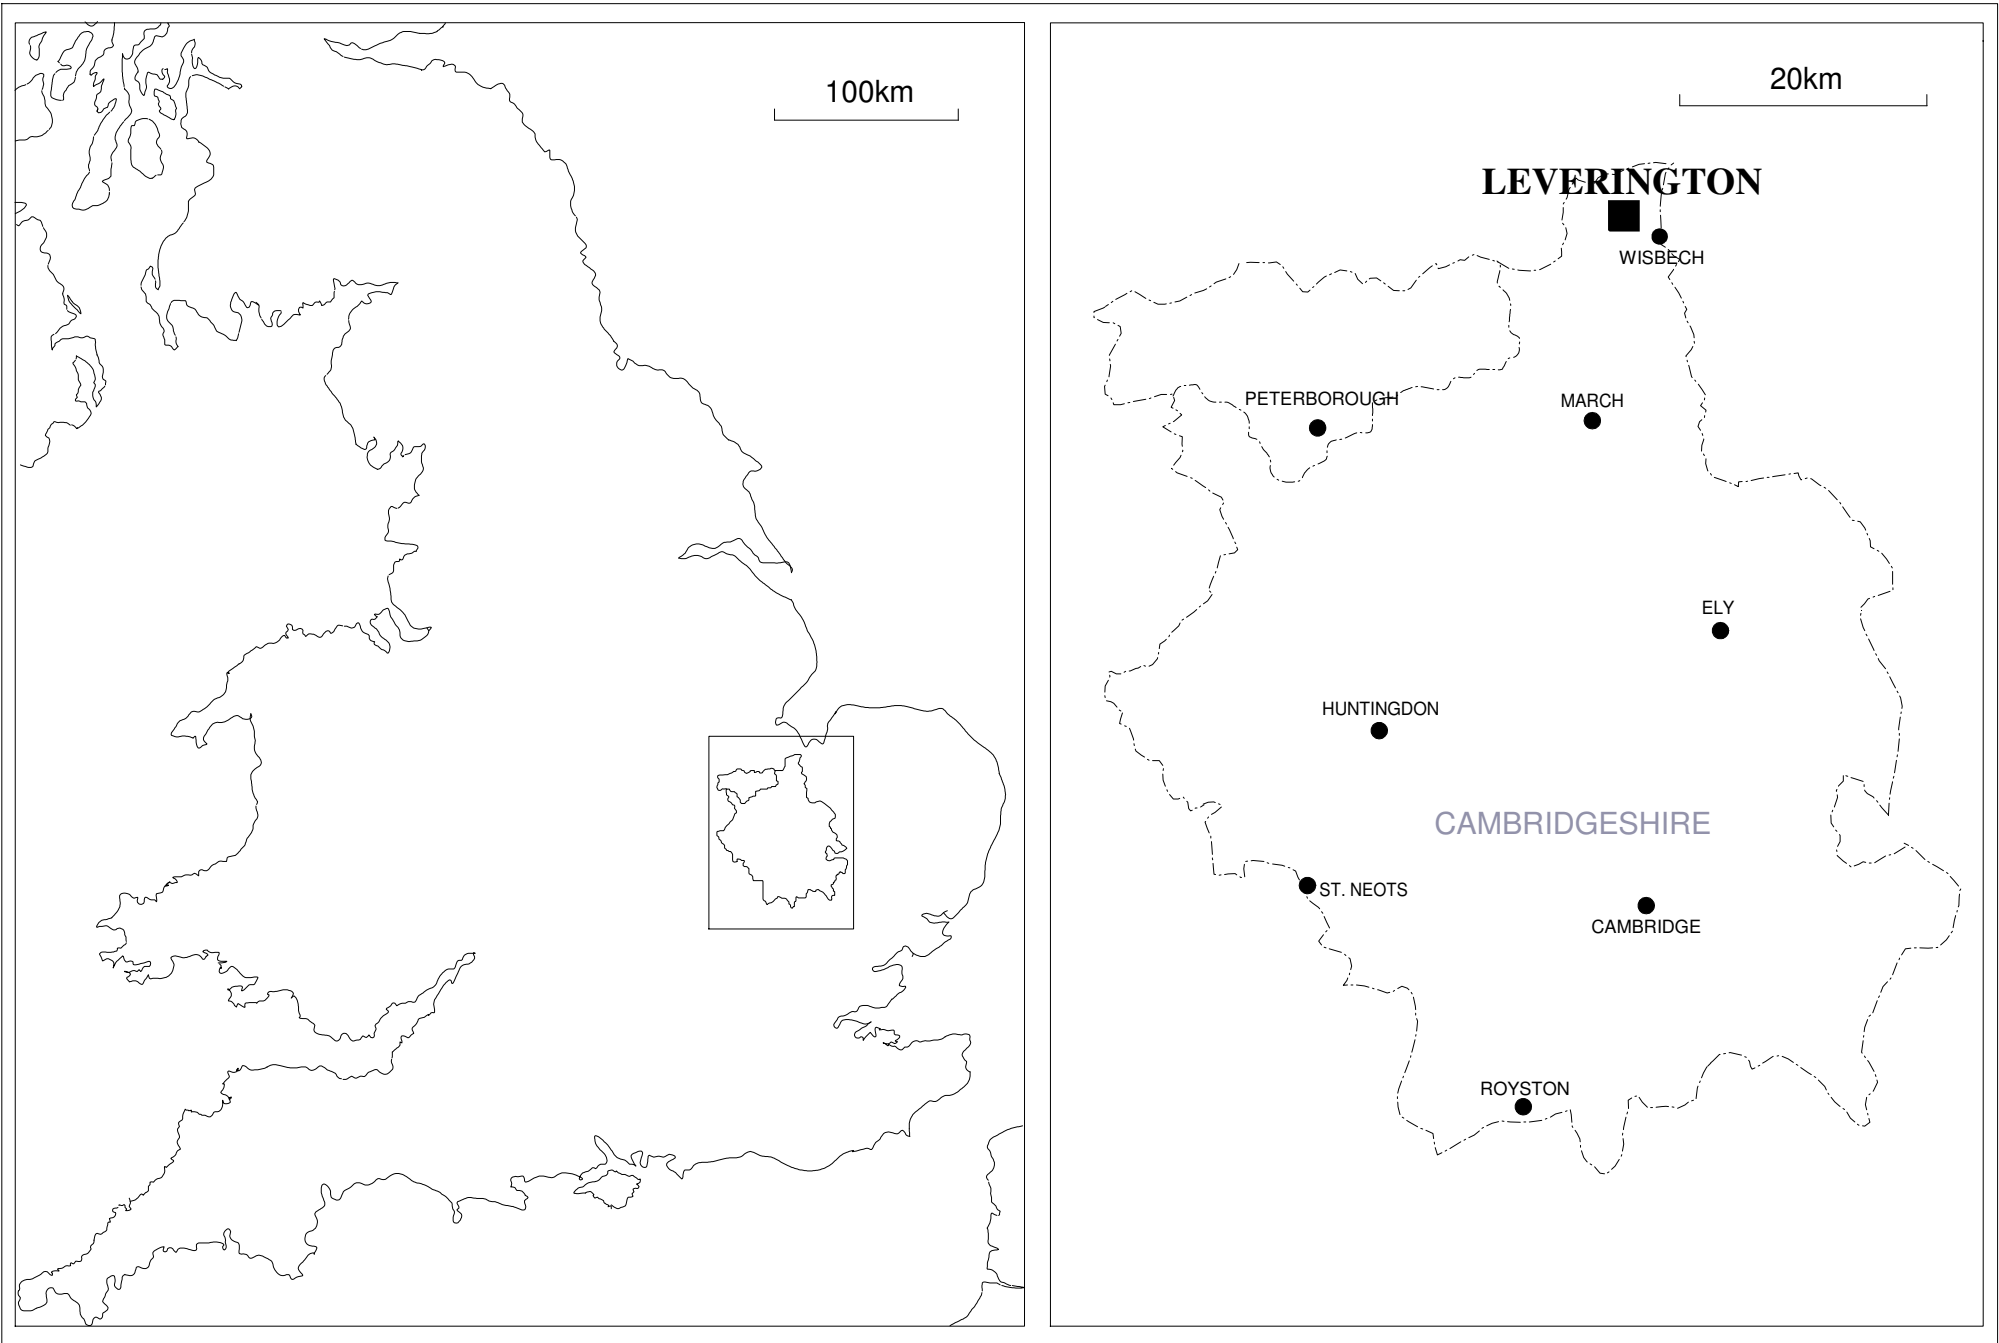 100km
20km
LEVERINGTON
WISBECH
PETERBOROUGH
MARCH
ELY
HUNTINGDON
CAMBRIDGESHIRE
ST. NEOTS
CAMBRIDGE
ROYSTON